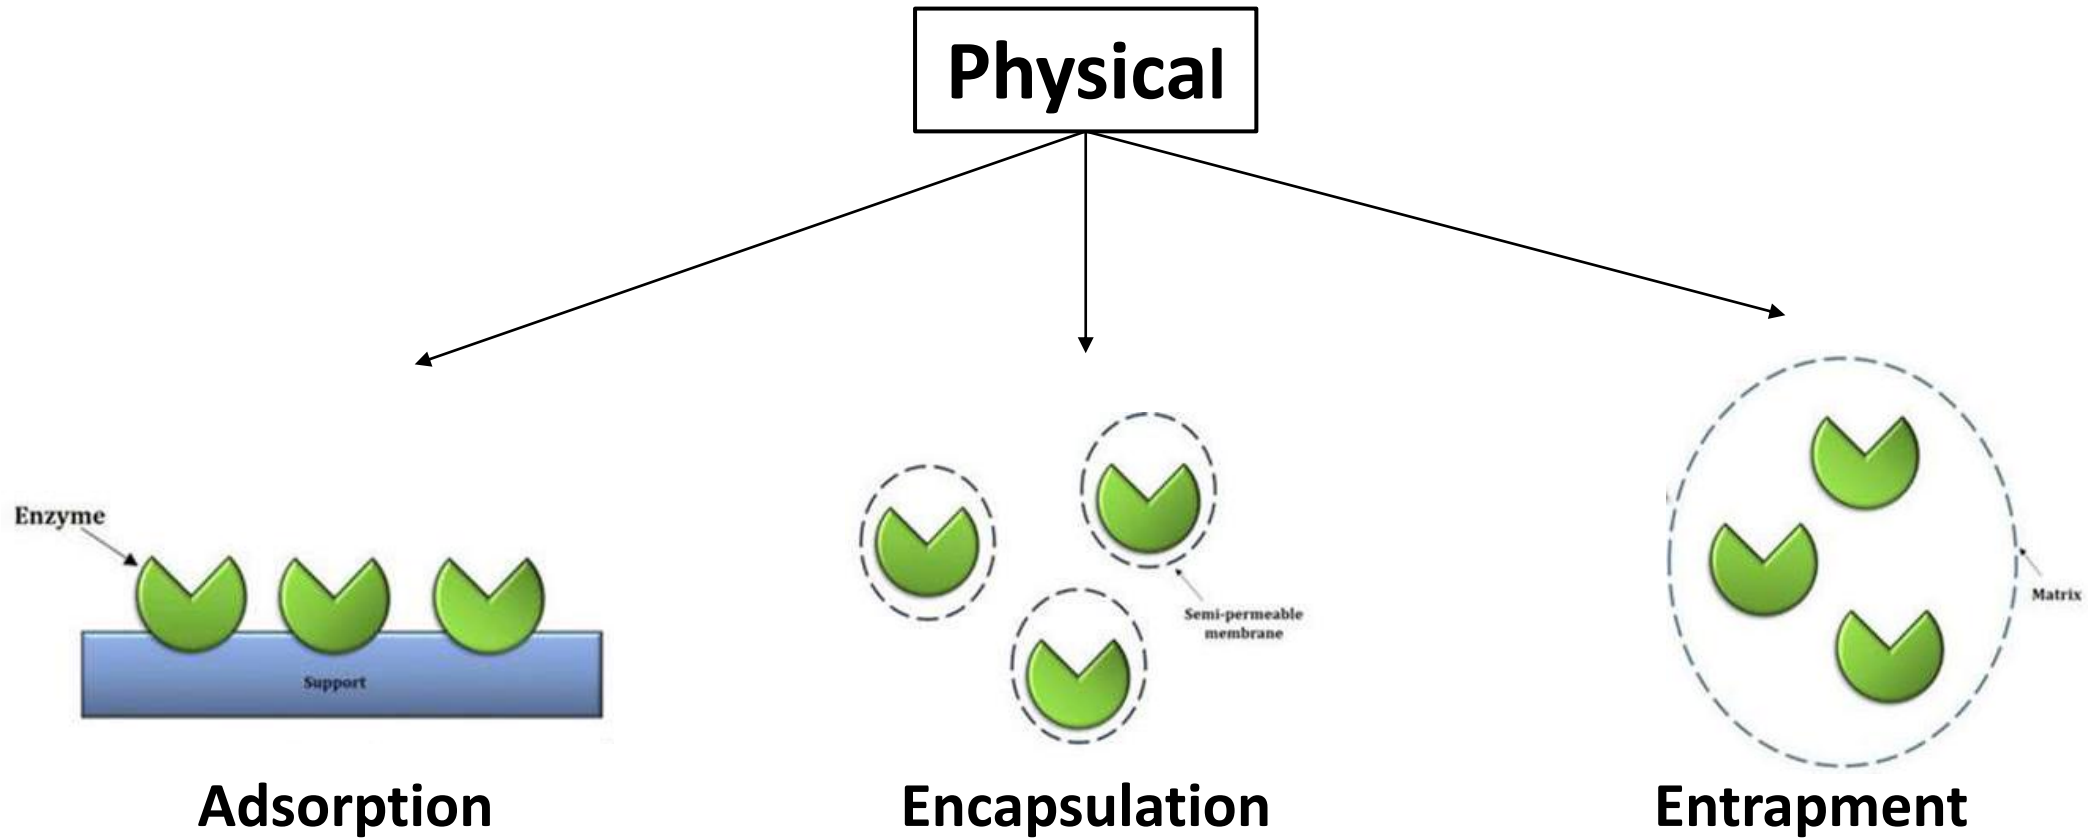 Physical
Enzyme
Support
Adsorption
Semi-permeable
membrane
Encapsulation
Matrix
Entrapment